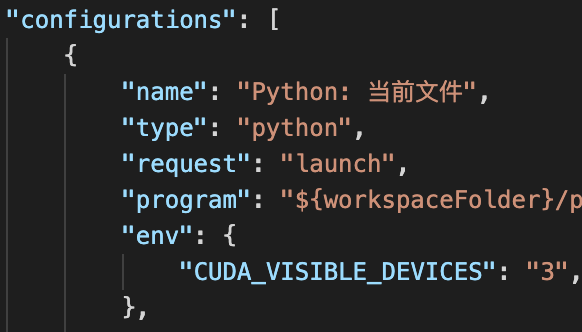 "configurations": [
{
"name": "Python: 当前文件",
"type": "python",
"request": "launch",
"program": "${workspaceFolder}/p
"env": {
"CUDA_VISIBLE_DEVICES": "3",
},